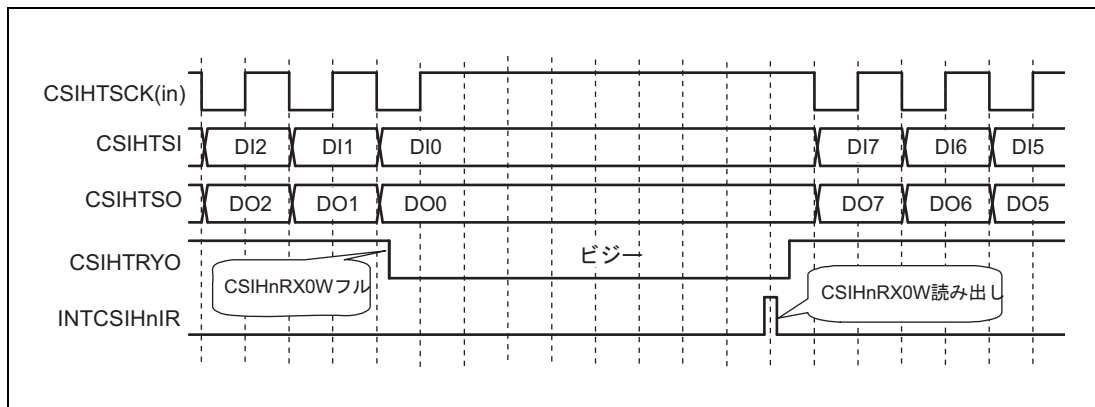 CSIHTSCK(in)
CSIHTSI DI2 DI1 DI0 DI7 DI6 DI5
CSIHTSO DO2 DO1 DO0 DO7 DO6 DO5
CSIHTRYO ビジー
CSIHnRX0Wフル CSIHnRX0W読み出し
INTCSIHnIR